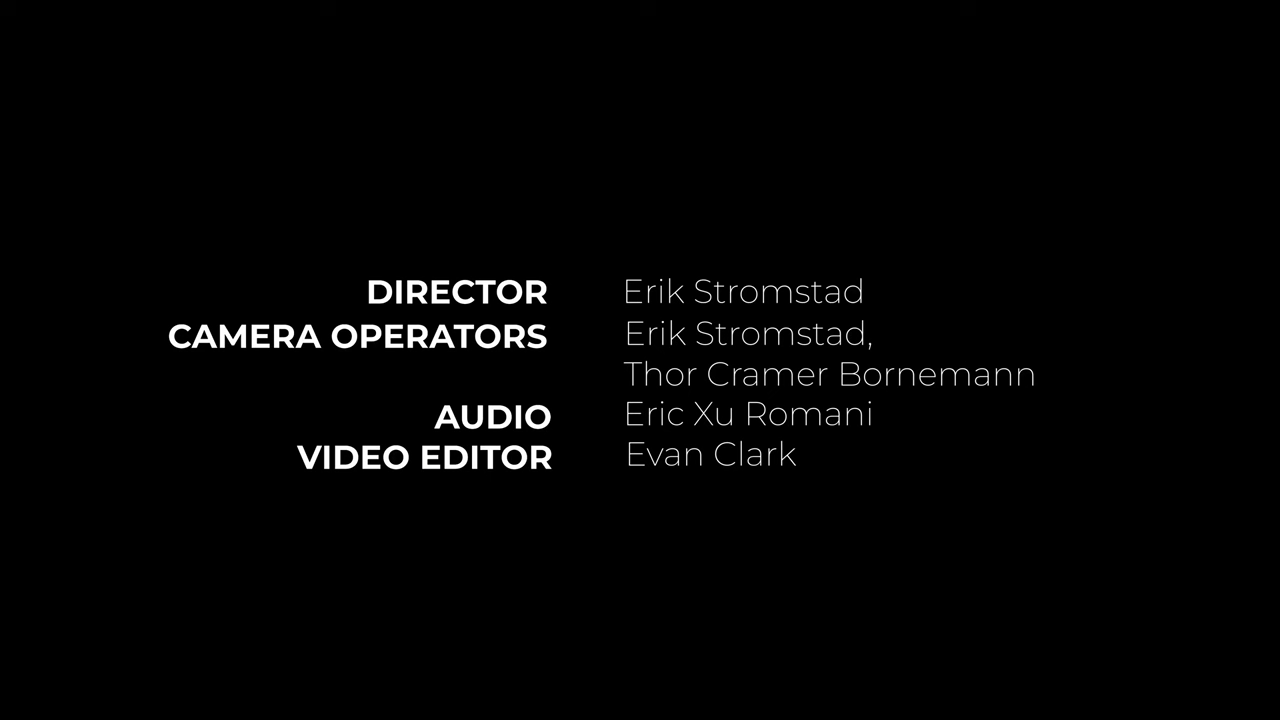 DIRECTOR Erik Stromstad
CAMERA OPERATORS Erik Stromstad,
Thor Cramer Bornemann
AUDIO Eric Xu Romani
VIDEO EDITOR Evan Clark